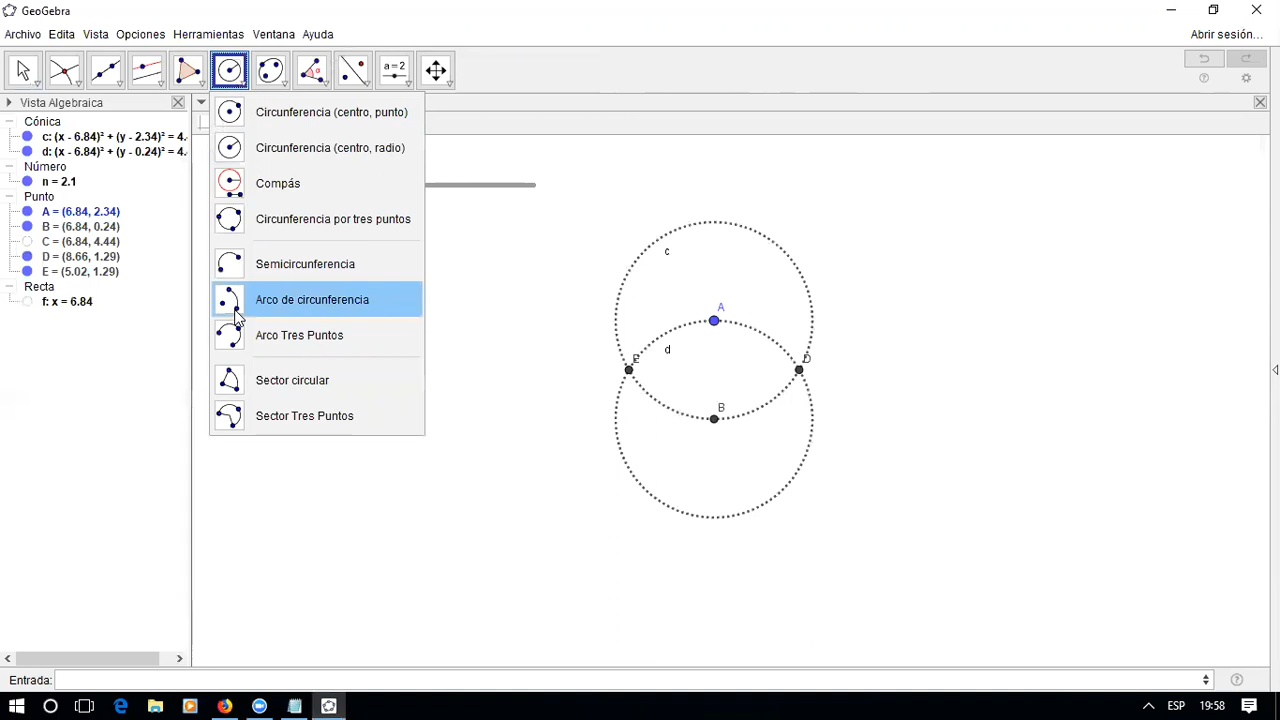 GeoGebra
Archivo Edita Vista Opciones Herramientas Ventana Ayuda
Abrir sesión...
a=2
Vista Algebraica
Cónica
c: (x - 6.84)² + (y - 2.34)² = 4.
d: (x - 6.84)² + (y - 0.24)² = 4.
Número
n = 2.1
Punto
A = (6.84, 2.34)
B = (6.84, 0.24)
C = (6.84, 4.44)
D = (8.66, 1.29)
E = (5.02, 1.29)
Recta
f: x = 6.84
Circunferencia (centro, punto)
Circunferencia (centro, radio)
Compás
Circunferencia por tres puntos
Semicircunferencia
Arco de circunferencia
Arco Tres Puntos
Sector circular
Sector Tres Puntos
c
A
d
E
D
B
Entrada:
ESP 19:58